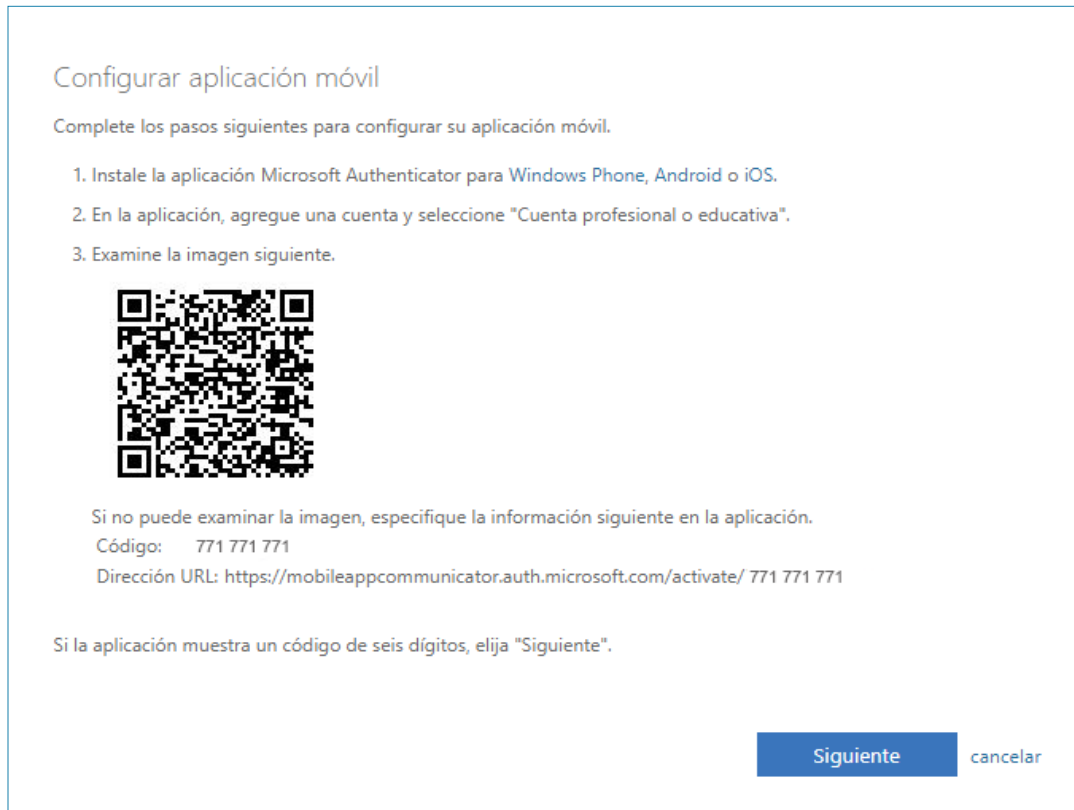 Configurar aplicación móvil
Complete los pasos siguientes para configurar su aplicación móvil.
1. Instale la aplicación Microsoft Authenticator para Windows Phone, Android o iOS.
2. En la aplicación, agregue una cuenta y seleccione "Cuenta profesional o educativa".
3. Examine la imagen siguiente.
Si no puede examinar la imagen, especifique la información siguiente en la aplicación.
Código: 771 771 771
Dirección URL: https://mobileappcommunicator.auth.microsoft.com/activate/ 771 771 771
Si la aplicación muestra un código de seis dígitos, elija "Siguiente".
Siguiente cancelar